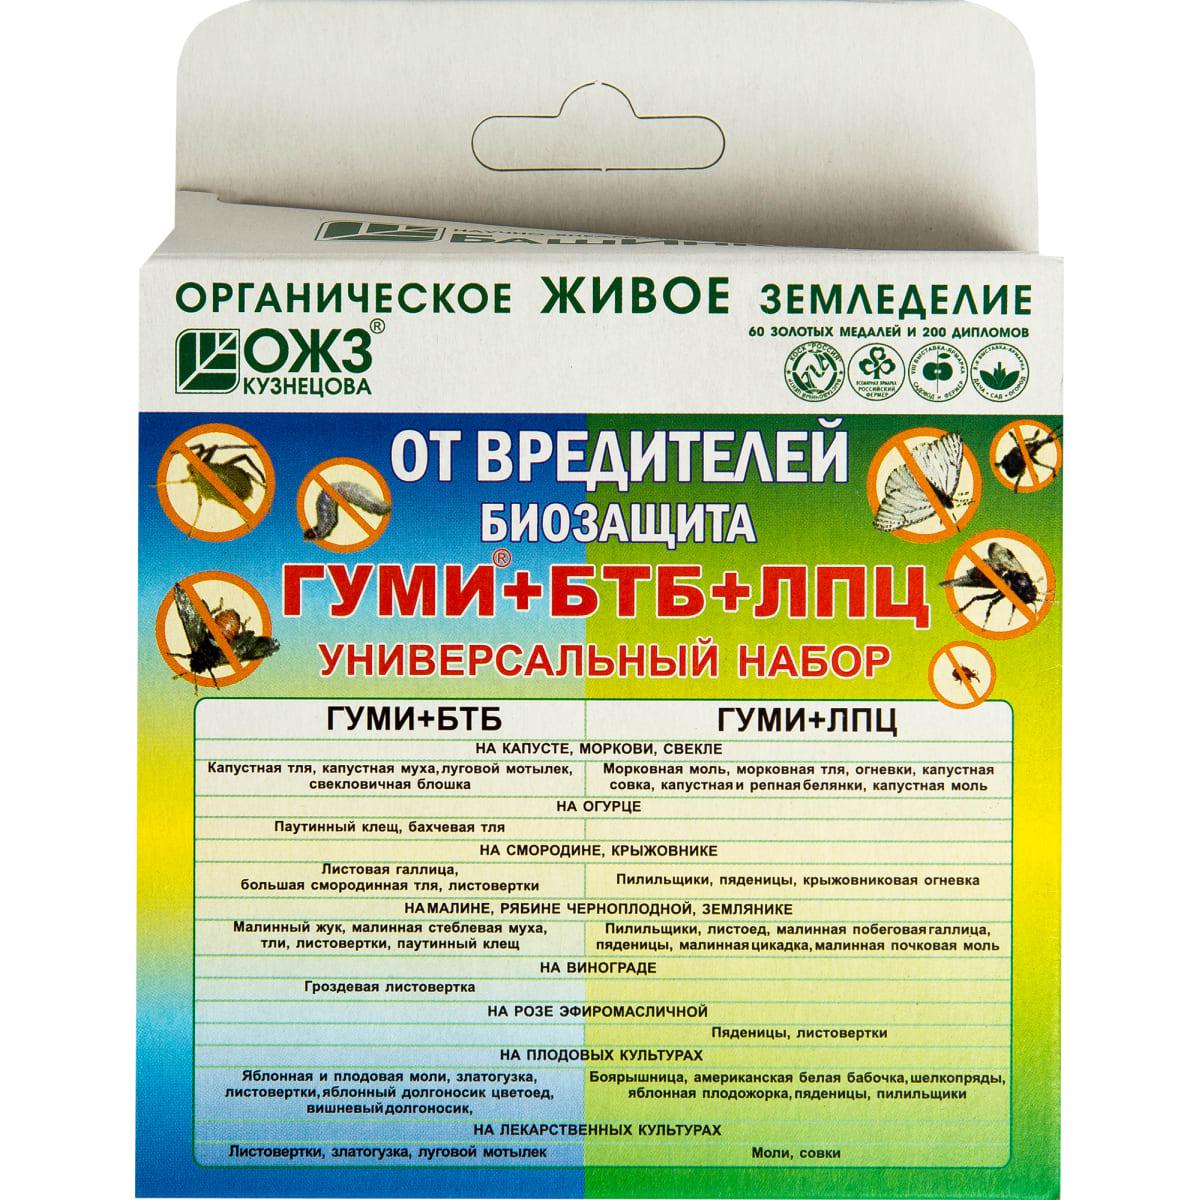 ОРГАНИЧЕСКОЕ ЖИВОЕ ЗЕМЛЕДЕЛИЕ
60 ЗОЛОТЫХ МЕДАЛЕЙ И 200 ДИПЛОМОВ
ОЖЗ®
КУЗНЕЦОВА
ОТ ВРЕДИТЕЛЕЙ
БИОЗАЩИТА
ГУМИ®+БТБ+ЛПЦ
УНИВЕРСАЛЬНЫЙ НАБОР
ГУМИ+БТБ ГУМИ+ЛПЦ
НА КАПУСТЕ, МОРКОВИ, СВЕКЛЕ
Капустная тля, капустная муха, луговой мотылек,
свекловичная блошка
Морковная моль, морковная тля, огневки, капустная
совка, капустная и репная белянки, капустная моль
НА ОГУРЦЕ
Паутинный клещ, бахчевая тля
НА СМОРОДИНЕ, КРЫЖОВНИКЕ
Листовая галлица,
большая смородинная тля, листовертки
Пилильщики, пяденицы, крыжовниковая огневка
НА МАЛИНЕ, РЯБИНЕ ЧЕРНОПЛОДНОЙ, ЗЕМЛЯНИКЕ
Малинный жук, малинная стеблевая муха,
тли, листовертки, паутинный клещ
Пилильщики, листоед, малинная побеговая галлица,
пяденицы, малинная цикадка, малинная почковая моль
НА ВИНОГРАДЕ
Гроздевая листовертка
НА РОЗЕ ЭФИРОМАСЛИЧНОЙ
Пяденицы, листовертки
НА ПЛОДОВЫХ КУЛЬТУРАХ
Яблонная и плодовая моли, златогузка,
листовертки, яблонный долгоносик цветоед,
вишневый долгоносик,
Боярышница, американская белая бабочка, шелкопряды,
яблонная плодожорка, пяденицы, пилильщики
НА ЛЕКАРСТВЕННЫХ КУЛЬТУРАХ
Листовертки, златогузка, луговой мотылек
Моли, совки